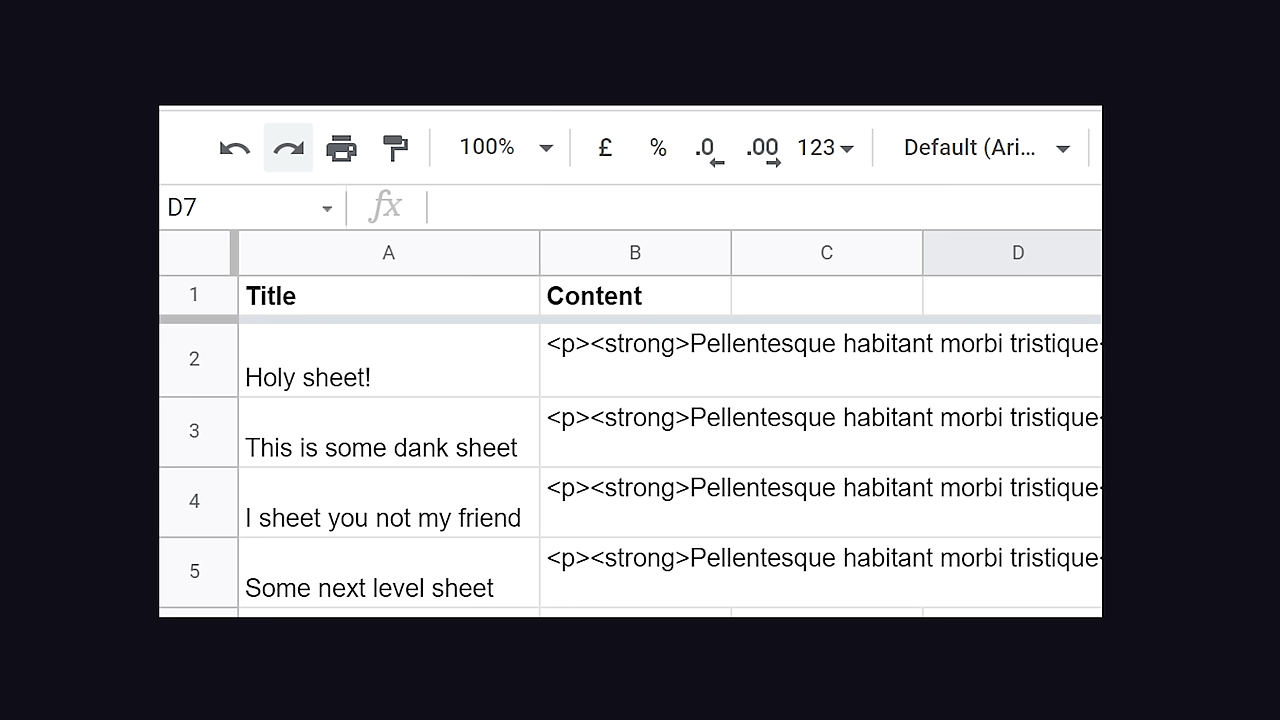 100% £ % .0 .00 123 Default (Ari...
D7 fx
A B C D
1 Title Content
2 Holy sheet! <p><strong>Pellentesque habitant morbi tristique
3 This is some dank sheet <p><strong>Pellentesque habitant morbi tristique
4 I sheet you not my friend <p><strong>Pellentesque habitant morbi tristique
5 Some next level sheet <p><strong>Pellentesque habitant morbi tristique